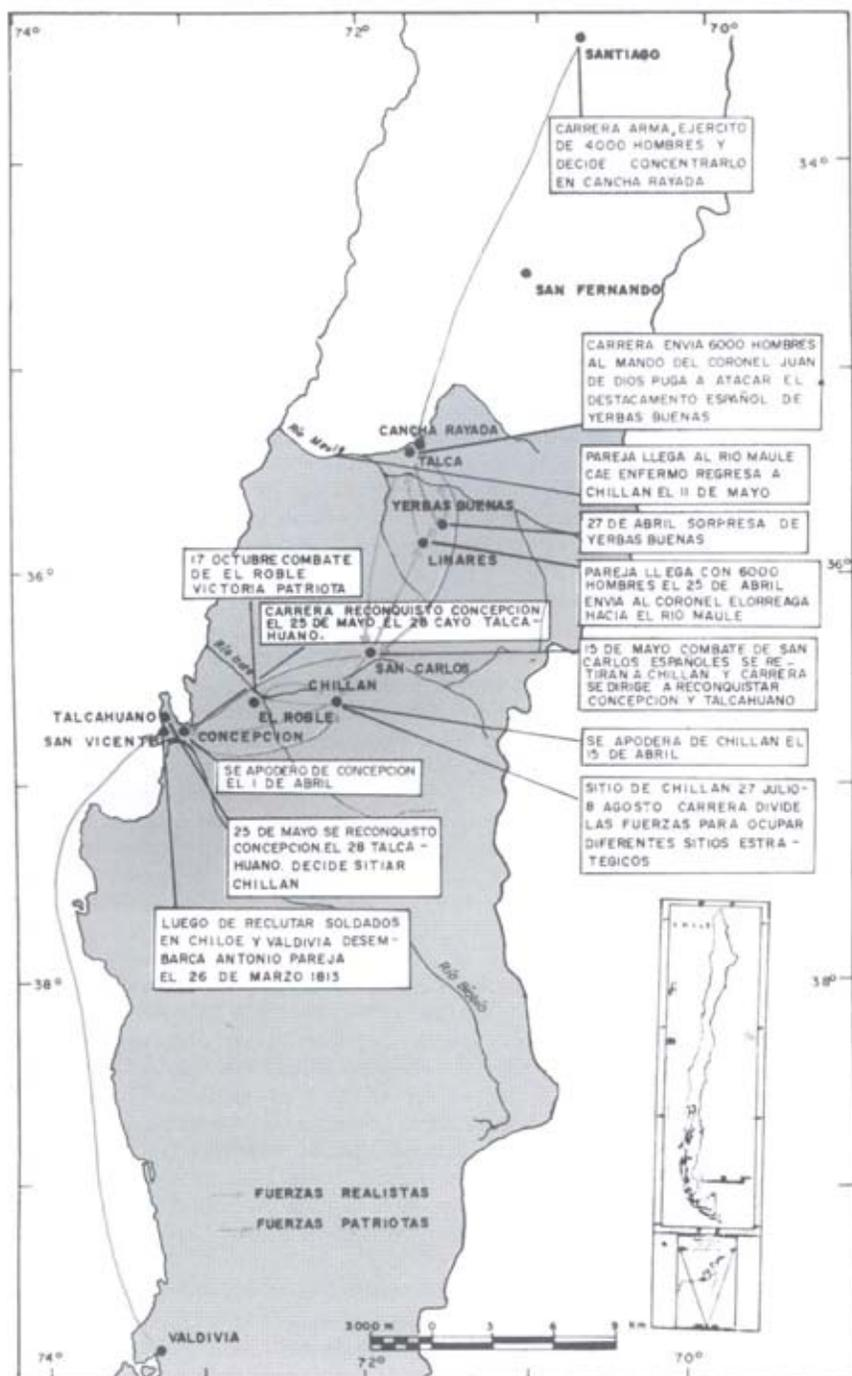 74°
72°
70°
SANTIAGO
CARRERA ARMA, EJERCITO
DE 4000 HOMBRES Y
DECIDE CONCENTRARLO
EN CANCHA RAYADA
34°
SAN FERNANDO
CARRERA ENVIA 6000 HOMBRES
AL MANDO DEL CORONEL JUAN
DE DIOS PUGA A ATACAR EL
DESTACAMENTO ESPAÑOL DE
YERBAS BUENAS
Río Maule
CANCHA RAYADA
TALCA
PAREJA LLEGA AL RIO MAULE
CAE ENFERMO REGRESA A
CHILLAN EL 11 DE MAYO
YERBAS BUENAS
27 DE ABRIL SORPRESA DE
YERBAS BUENAS
LINARES
36°
36°
17 OCTUBRE COMBATE
DE EL ROBLE
VICTORIA PATRIOTA
PAREJA LLEGA CON 6000
HOMBRES EL 25 DE ABRIL
ENVIA AL CORONEL ELORREAGA
HACIA EL RIO MAULE
CARRERA RECONQUISTO CONCEPCION
EL 25 DE MAYO EL 28 CAYO TALCA-
HUANO.
15 DE MAYO COMBATE DE SAN
CARLOS ESPAÑOLES SE RE-
TIRAN A CHILLAN Y CARRERA
SE DIRIGE A RECONQUISTAR
CONCEPCION Y TALCAHUANO
Río
SAN CARLOS
CHILLAN
EL ROBLE
TALCAHUANO
SAN VICENTE
CONCEPCION
SE APODERA DE CHILLAN EL
15 DE ABRIL
SE APODERO DE CONCEPCION
EL 1 DE ABRIL
SITIO DE CHILLAN 27 JULIO-
8 AGOSTO CARRERA DIVIDE
LAS FUERZAS PARA OCUPAR
DIFERENTES SITIOS ESTRA-
TEGICOS
25 DE MAYO SE RECONQUISTO
CONCEPCION. EL 28 TALCA-
HUANO. DECIDE SITIAR
CHILLAN
LUEGO DE RECLUTAR SOLDADOS
EN CHILOE Y VALDIVIA DESEM-
BARCA ANTONIO PAREJA
EL 26 DE MARZO 1813
CHILE
38°
38°
Río Biobío
FUERZAS REALISTAS
FUERZAS PATRIOTAS
3000 m 0 3 6 9 Km
VALDIVIA
74°
72°
70°